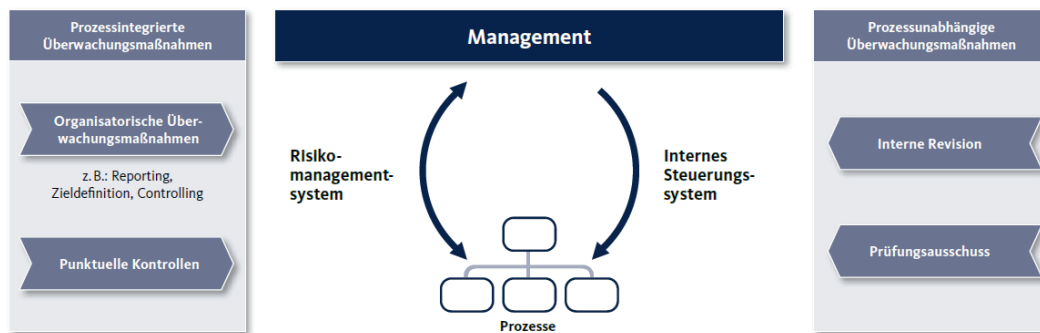 Prozessintegrierte
Überwachungsmaßnahmen
Organisatorische Über-
wachungsmaßnahmen
z. B.: Reporting,
Zieldefinition, Controlling
Punktuelle Kontrollen
Management
Risiko-
management-
system
Internes
Steuerungs-
system
Prozesse
Prozessunabhängige
Überwachungsmaßnahmen
Interne Revision
Prüfungsausschuss